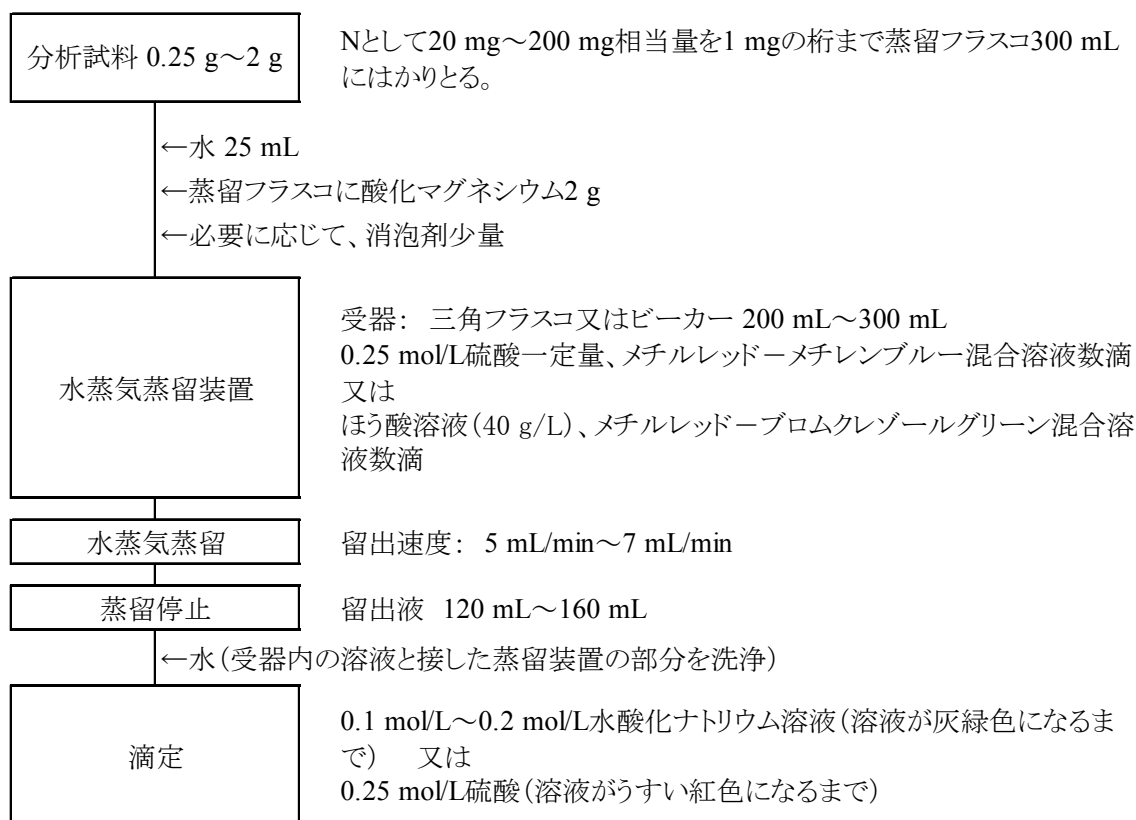 分析試料 0.25 g～2 g
Nとして20 mg～200 mg相当量を1 mgの桁まで蒸留フラスコ300 mL
にはかりとる。
←水 25 mL
←蒸留フラスコに酸化マグネシウム2 g
←必要に応じて、消泡剤少量
水蒸気蒸留装置
受器： 三角フラスコ又はビーカー 200 mL～300 mL
0.25 mol/L硫酸一定量、メチルレッド－メチレンブルー混合溶液数滴
又は
ほう酸溶液（40 g/L）、メチルレッド－ブロムクレゾールグリーン混合溶
液数滴
水蒸気蒸留
留出速度： 5 mL/min～7 mL/min
蒸留停止
留出液 120 mL～160 mL
←水（受器内の溶液と接した蒸留装置の部分を洗浄）
滴定
0.1 mol/L～0.2 mol/L水酸化ナトリウム溶液（溶液が灰緑色になるま
で） 又は
0.25 mol/L硫酸（溶液がうすい紅色になるまで）